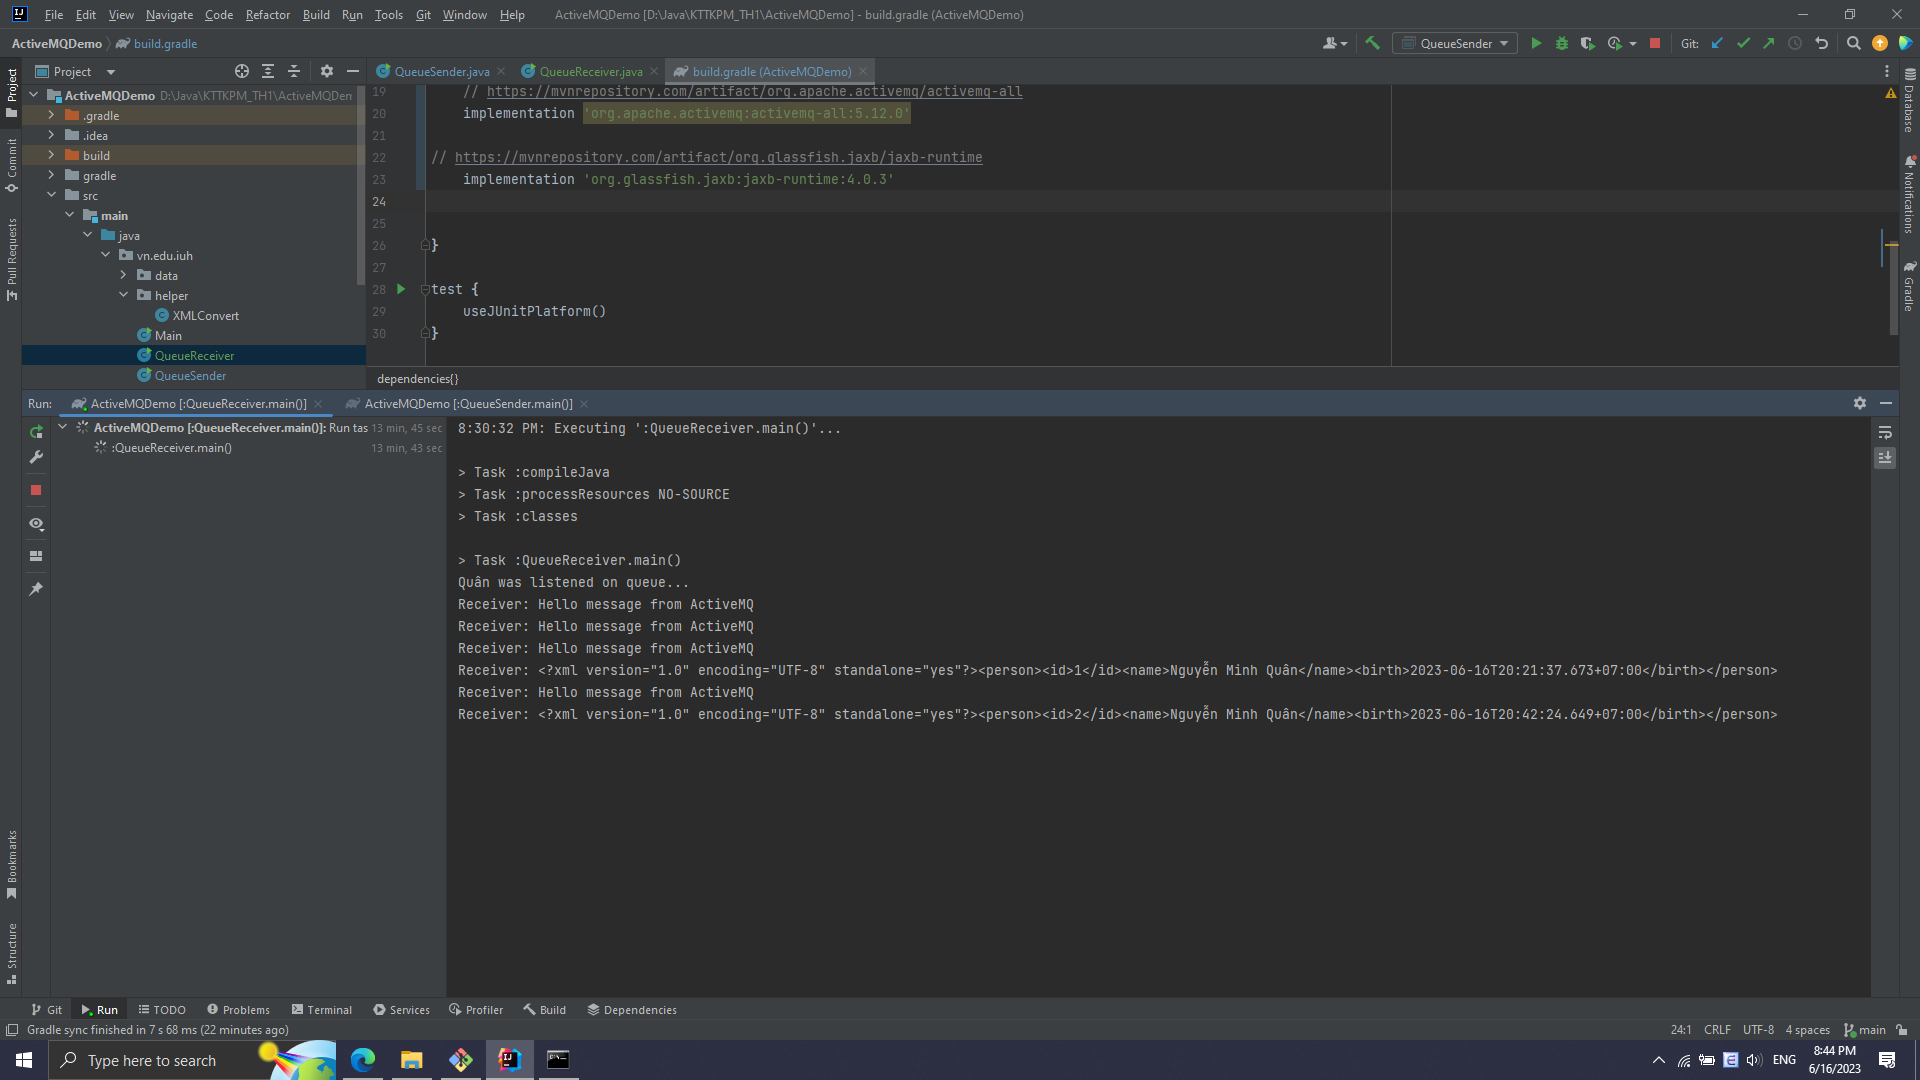 File Edit View Navigate Code Refactor Build Run Tools Git Window Help ActiveMQDemo [D:\Java\KTTKPM_TH1\ActiveMQDemo] - build.gradle (ActiveMQDemo)
ActiveMQDemo build.gradle QueueSender Git:
Project
QueueSender.java QueueReceiver.java build.gradle (ActiveMQDemo)
ActiveMQDemo D:\Java\KTTKPM_TH1\ActiveMQDem
.gradle
.idea
build
gradle
src
main
java
vn.edu.iuh
data
helper
XMLConvert
Main
QueueReceiver
QueueSender
19 // https://mvnrepository.com/artifact/org.apache.activemq/activemq-all
20 implementation 'org.apache.activemq:activemq-all:5.12.0'
21
22 // https://mvnrepository.com/artifact/org.glassfish.jaxb/jaxb-runtime
23 implementation 'org.glassfish.jaxb:jaxb-runtime:4.0.3'
24
25
26 }
27
28 test {
29 useJUnitPlatform()
30 }
dependencies{}
Project
Commit
Pull Requests
Bookmarks
Structure
Database
Notifications
Gradle
Run: ActiveMQDemo [:QueueReceiver.main()] ActiveMQDemo [:QueueSender.main()]
ActiveMQDemo [:QueueReceiver.main()]: Run tas 13 min, 45 sec
:QueueReceiver.main() 13 min, 43 sec
8:30:32 PM: Executing ':QueueReceiver.main()'...
> Task :compileJava
> Task :processResources NO-SOURCE
> Task :classes
> Task :QueueReceiver.main()
Quân was listened on queue...
Receiver: Hello message from ActiveMQ
Receiver: Hello message from ActiveMQ
Receiver: Hello message from ActiveMQ
Receiver: <?xml version="1.0" encoding="UTF-8" standalone="yes"?><person><id>1</id><name>Nguyễn Minh Quân</name><birth>2023-06-16T20:21:37.673+07:00</birth></person>
Receiver: Hello message from ActiveMQ
Receiver: <?xml version="1.0" encoding="UTF-8" standalone="yes"?><person><id>2</id><name>Nguyễn Minh Quân</name><birth>2023-06-16T20:42:24.649+07:00</birth></person>
Git Run TODO Problems Terminal Services Profiler Build Dependencies
Gradle sync finished in 7 s 68 ms (22 minutes ago) 24:1 CRLF UTF-8 4 spaces main
Type here to search ENG 8:44 PM
6/16/2023